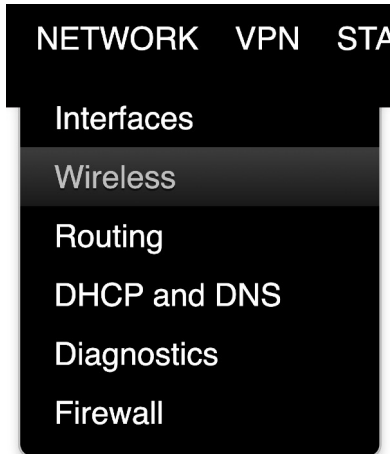 NETWORK VPN STA
Interfaces
Wireless
Routing
DHCP and DNS
Diagnostics
Firewall